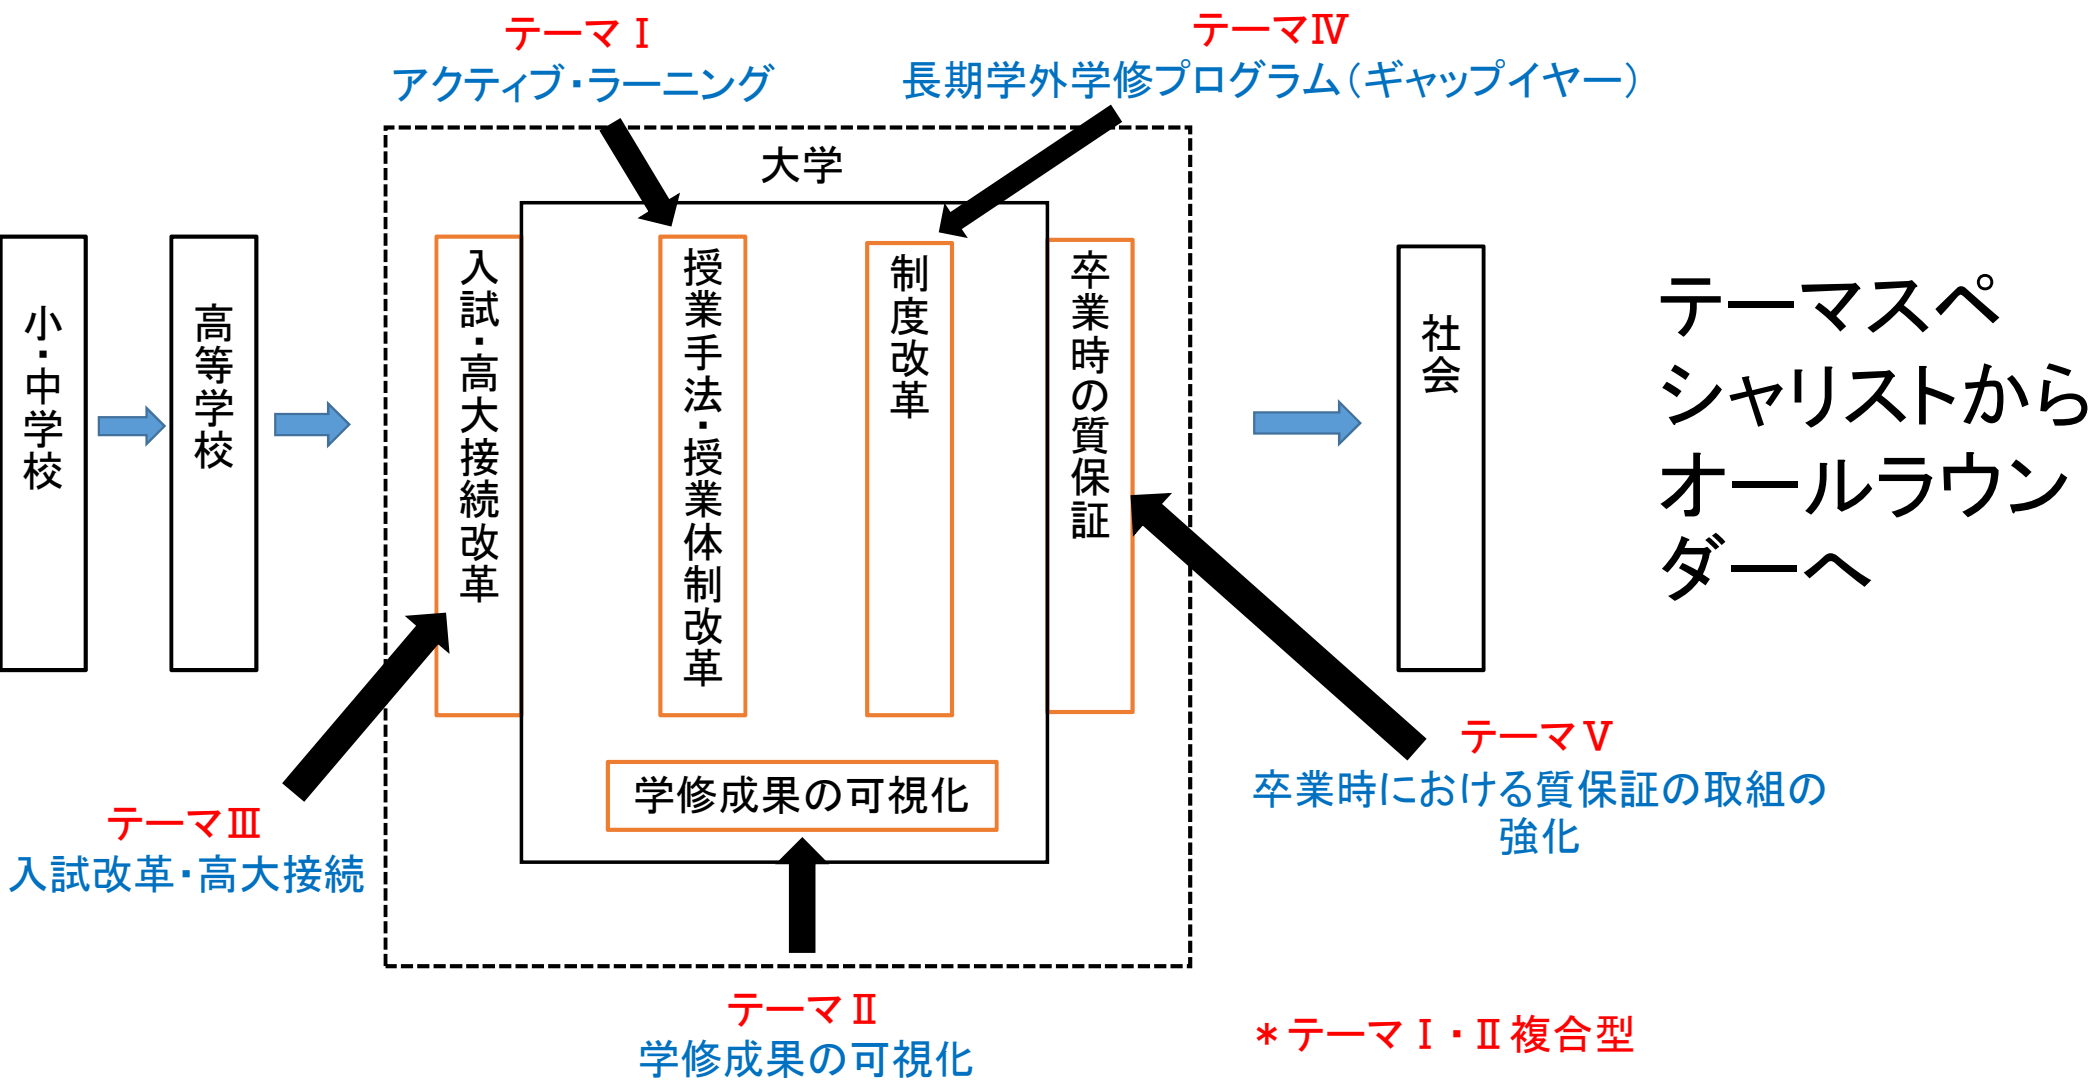 テーマⅠ
アクティブ・ラーニング
テーマⅣ
長期学外学修プログラム（ギャップイヤー）
大学
小・中学校
高等学校
入試・高大接続改革
授業手法・授業体制改革
制度改革
卒業時の質保証
社会
テーマスペ
シャリストから
オールラウン
ダーへ
学修成果の可視化
テーマⅢ
入試改革・高大接続
テーマⅤ
卒業時における質保証の取組の
強化
テーマⅡ
学修成果の可視化
＊テーマⅠ・Ⅱ複合型